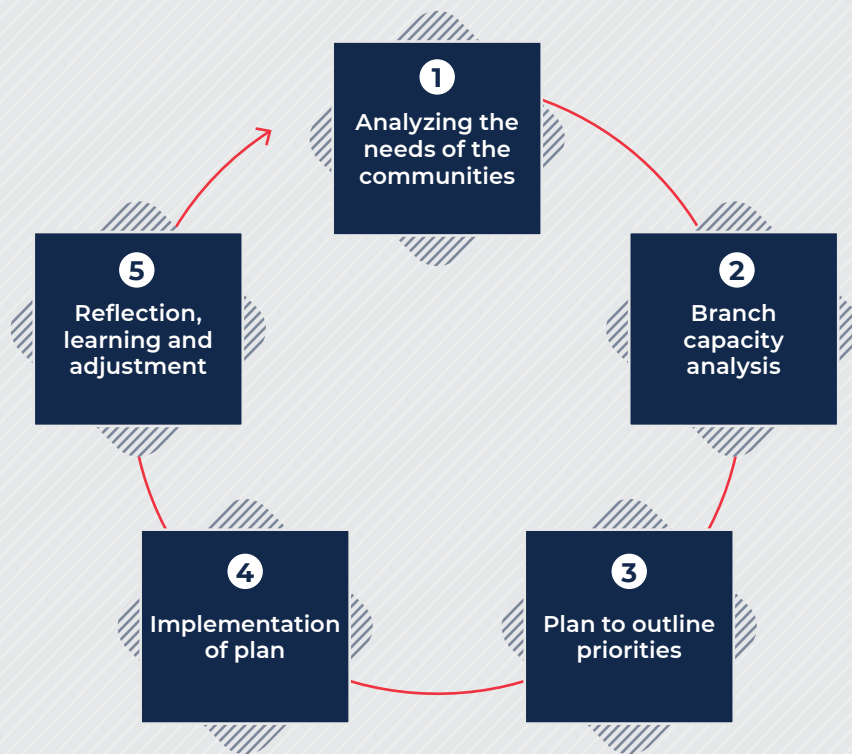 1
Analyzing the
needs of the
communities
2
Branch
capacity
analysis
3
Plan to outline
priorities
4
Implementation
of plan
5
Reflection,
learning and
adjustment